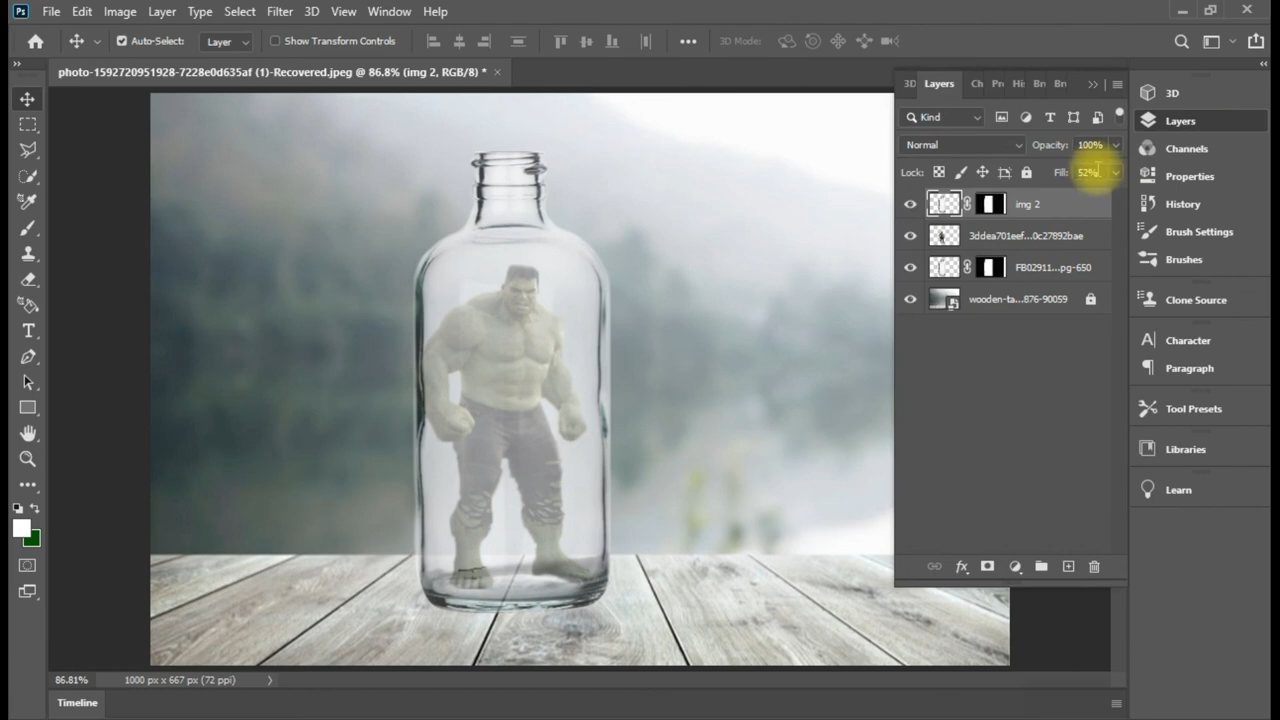 Ps File Edit Image Layer Type Select Filter 3D View Window Help
Auto-Select: Layer Show Transform Controls 3D Mode:
photo-1592720951928-7228e0d635af (1)-Recovered.jpeg @ 86.8% (img 2, RGB/8) *
3D Layers Ch Pr Hi Br Br
Kind
Normal Opacity: 100%
Lock: Fill: 52%
img 2
3ddea701eef...0c27892bae
FB02911...pg-650
wooden-ta...876-90059
3D
Layers
Channels
Properties
History
Brush Settings
Brushes
Clone Source
Character
Paragraph
Tool Presets
Libraries
Learn
86.81% 1000 px x 667 px (72 ppi)
Timeline